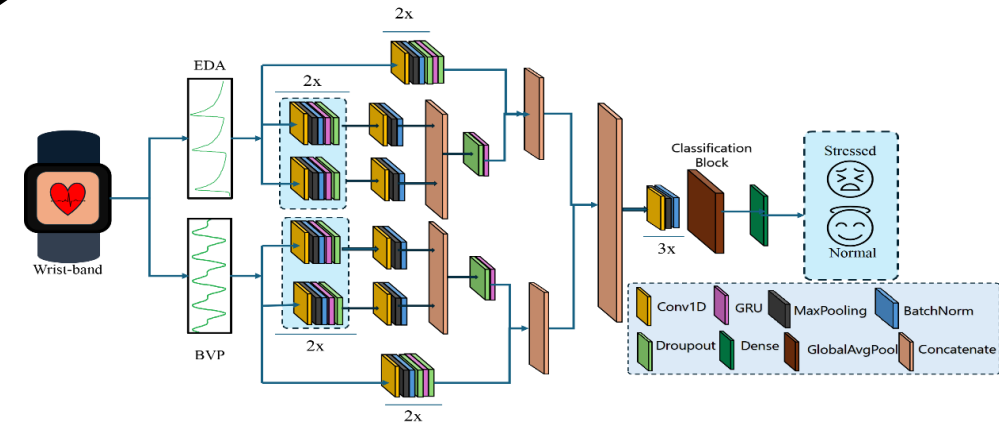 2x
EDA
2x
Classification
Block
Stressed
Normal
3x
Wrist-band
2x
BVP
2x
Conv1D
GRU
MaxPooling
BatchNorm
Droupout
Dense
GlobalAvgPool
Concatenate